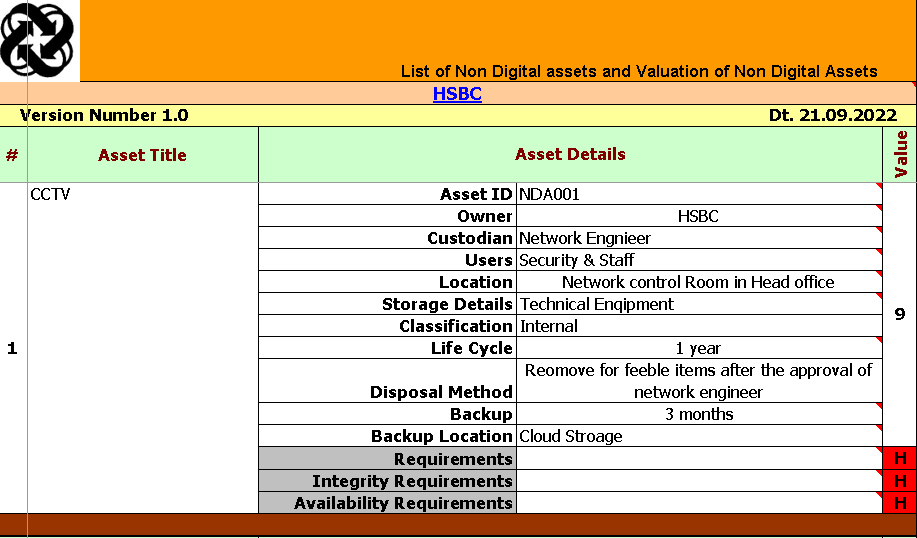 List of Non Digital assets and Valuation of Non Digital Assets
HSBC
Version Number 1.0 Dt. 21.09.2022
# Asset Title Asset Details Value
CCTV Asset ID NDA001
Owner HSBC
Custodian Network Engnieer
Users Security & Staff
Location Network control Room in Head office
Storage Details Technical Enqipment
9
Classification Internal
1 Life Cycle 1 year
Reomove for feeble items after the approval of
Disposal Method network engineer
Backup 3 months
Backup Location Cloud Stroage
Requirements H
Integrity Requirements H
Availability Requirements H